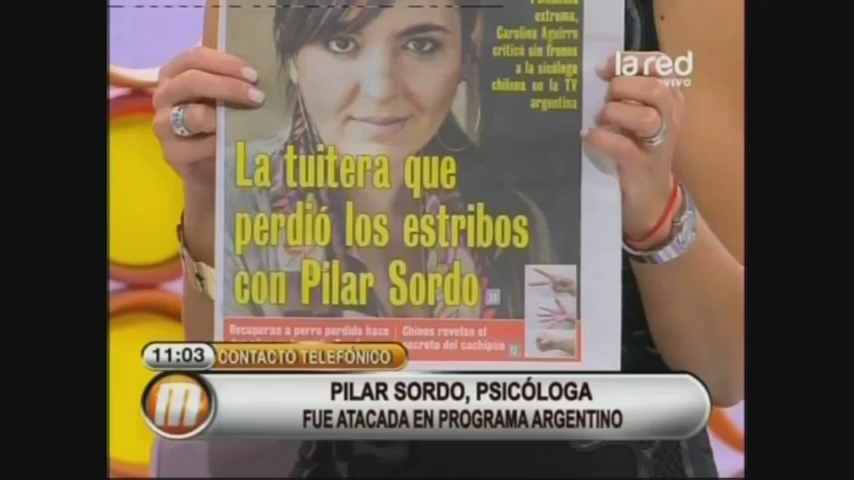 extrema,
Carolina Aguirre
criticó sin frenos
a la sicóloga
chilena en la TV
argentina
la red
VIVO
La tuitera que
perdió los estribos
con Pilar Sordo
Recuperan a perro perdido hace
Chinos revelan el
secreto del cachipún
11:03
CONTACTO TELEFÓNICO
PILAR SORDO, PSICÓLOGA
FUE ATACADA EN PROGRAMA ARGENTINO
m